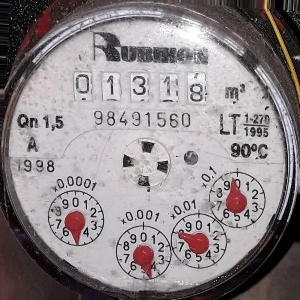 RUBIKON
01318 m³
Qn 1,5 98491560 LT 1-270 1995
A 90°C
1998
x0,0001 x0,1
x0,001 x0,01